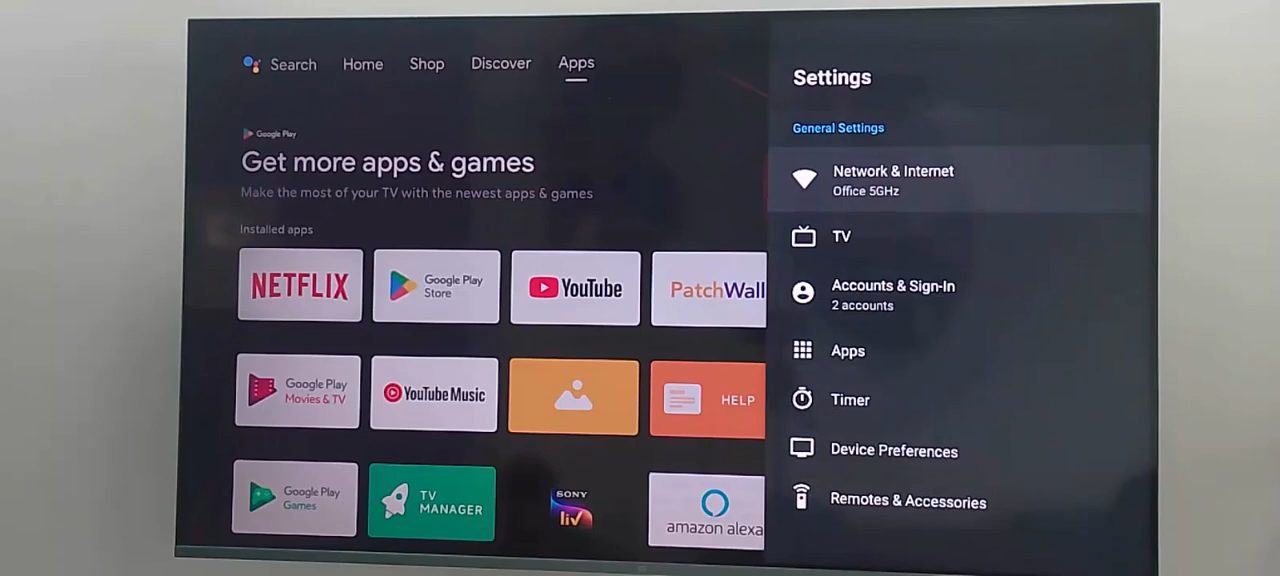 Search Home Shop Discover Apps
Google Play
Get more apps & games
Make the most of your TV with the newest apps & games
Installed apps
NETFLIX
Google Play
Store
YouTube
PatchWall
Google Play
Movies & TV
YouTube Music
HELP
Google Play
Games
TV
MANAGER
SONY
liv
amazon alexa
Settings
General Settings
Network & Internet
Office 5GHz
TV
Accounts & Sign-In
2 accounts
Apps
Timer
Device Preferences
Remotes & Accessories